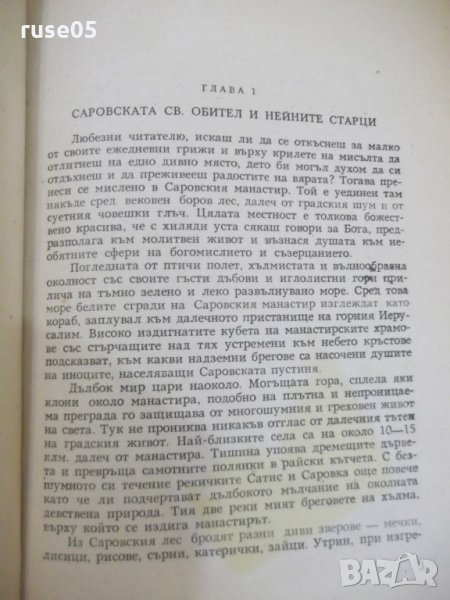 ruse05
ГЛАВА 1
САРОВСКАТА СВ. ОБИТЕЛ И НЕЙНИТЕ СТАРЦИ
Любезни читателю, искаш ли да се откъснеш за малко
от своите ежедневни грижи и върху крилете на мисълта да
отлитнеш на едно дивно място, дето би могъл духом да си
отдъхнеш и да преживееш радостите на вярата? Тогава пре-
неси се мислено в Саровския манастир. Той е уединен там
някъде сред вековен боров лес, далеч от градския шум и от
суетния човешки глъч. Цялата местност е толкова божест-
вено красива, че с хиляди уста сякаш говори за Бога, пред-
разполага към молитвен живот и възнася душата към не-
обятните сфери на богомислието и съзерцанието.
Погледната от птичи полет, хълмистата и вълнообразна
околност със своите гъсти дъбови и иглолистни гори при-
лича на тъмно зелено и леко развълнувано море. Сред това
море белите сгради на Саровския манастир изглеждат като
кораб, заплувал към далечното пристанище на горния Иеру-
салим. Високо издигнатите кубета на манастирските храмо-
ве със стърчащите над тях устремени към небето кръстове
подсказват, към какви надземни брегове са насочени душите
на иноците, населяващи Саровската пустиня.
Дълбок мир цари наоколо. Могъщата гора, сплела яки
клони около манастира, подобно на плътна и непроницаема
преграда го защищава от многошумния и греховен живот
на света. Тук не прониква никакъв отглас от далечния тътен
на градския живот. Най-близките села са на около 10—15
клм. далеч от манастира. Тишина упоява дремещите дърве-
та и превръща самотните полянки в райски кътчета. С без-
шумното си течение рекичките Сатис и Саровка още повече
като че ли подчертават дълбокото мълчание на околната
девствена природа. Тия две реки мият бреговете на хълма,
върху който се издига манастирът.
Из Саровския лес бродят разни диви зверове — мечки,
лисици, рисове, сърни, катерички, зайци. Утрин, при изгре-
bazar.bg